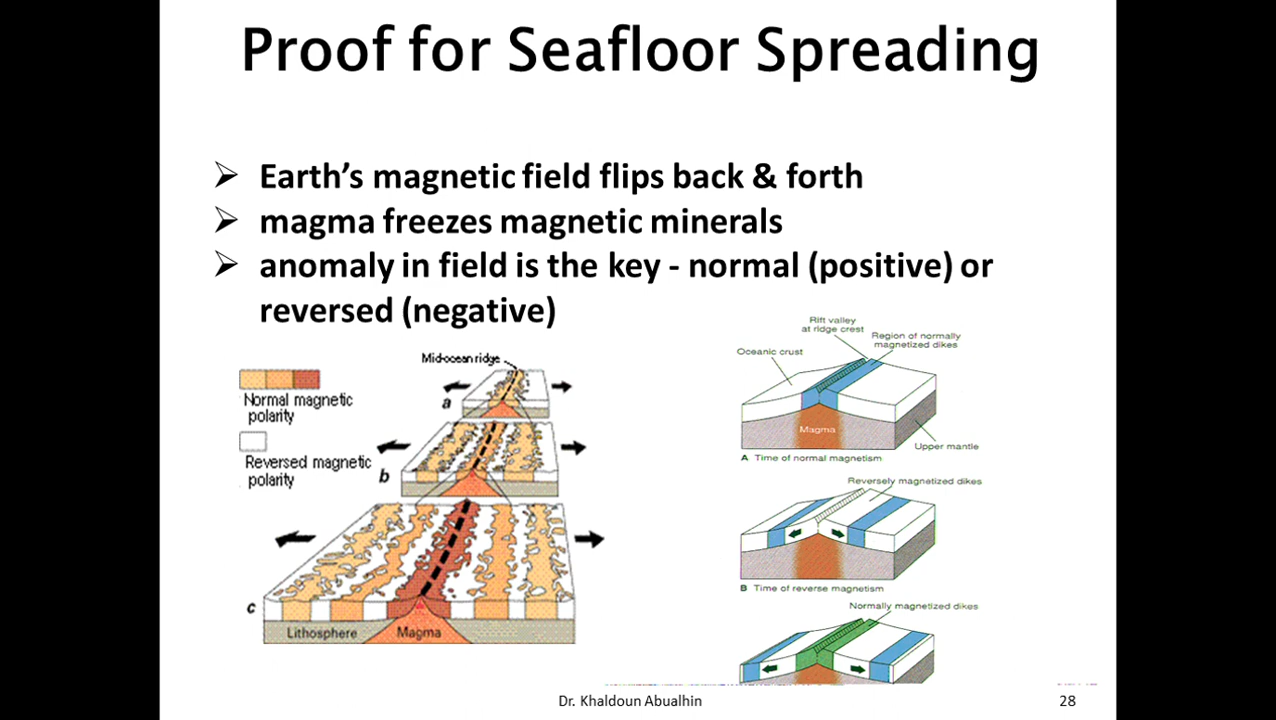 Proof for Seafloor Spreading
➢ Earth's magnetic field flips back & forth
➢ magma freezes magnetic minerals
➢ anomaly in field is the key - normal (positive) or
reversed (negative)
Mid-ocean ridge
Normal magnetic
polarity
Reversed magnetic
polarity
a
b
c
Lithosphere
Magma
Rift valley
at ridge crest
Region of normally
magnetized dikes
Oceanic crust
Magma
Upper mantle
A Time of normal magnetism
Reversely magnetized dikes
B Time of reverse magnetism
Normally magnetized dikes
Dr. Khaldoun Abualhin
28